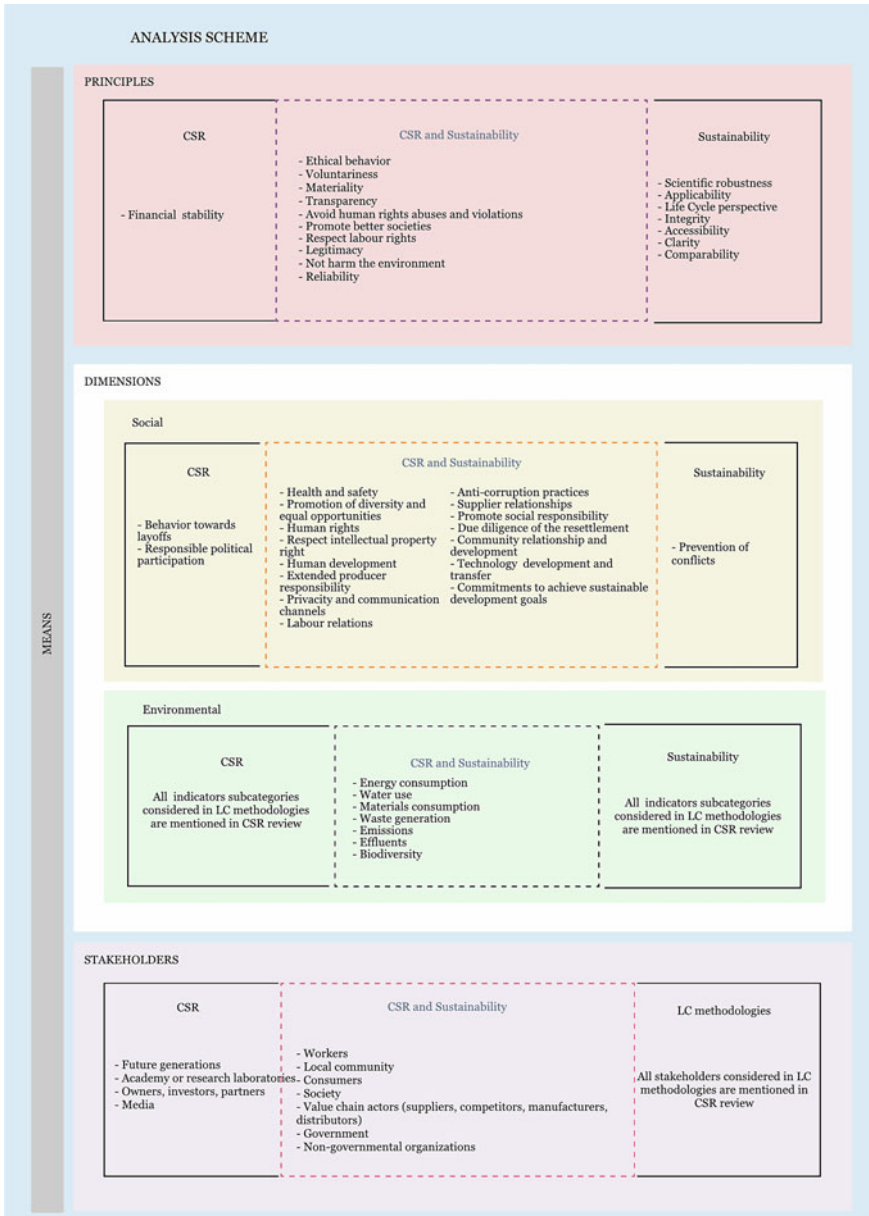 ANALYSIS SCHEME
MEANS
PRINCIPLES
CSR
- Financial stability
CSR and Sustainability
- Ethical behavior
- Voluntariness
- Materiality
- Transparency
- Avoid human rights abuses and violations
- Promote better societies
- Respect labour rights
- Legitimacy
- Not harm the environment
- Reliability
Sustainability
- Scientific robustness
- Applicability
- Life Cycle perspective
- Integrity
- Accessibility
- Clarity
- Comparability
DIMENSIONS
Social
CSR
- Behavior towards
layoffs
- Responsible political
participation
CSR and Sustainability
- Health and safety
- Promotion of diversity and
equal opportunities
- Human rights
- Respect intellectual property
right
- Human development
- Extended producer
responsibility
- Privacity and communication
channels
- Labour relations
- Anti-corruption practices
- Supplier relationships
- Promote social responsibility
- Due diligence of the resettlement
- Community relationship and
development
- Technology development and
transfer
- Commitments to achieve sustainable
development goals
Sustainability
- Prevention of
conflicts
Environmental
CSR
All indicators subcategories
considered in LC methodologies
are mentioned in CSR review
CSR and Sustainability
- Energy consumption
- Water use
- Materials consumption
- Waste generation
- Emissions
- Effluents
- Biodiversity
Sustainability
All indicators subcategories
considered in LC methodologies
are mentioned in CSR review
STAKEHOLDERS
CSR
- Future generations
- Academy or research laboratories
- Owners, investors, partners
- Media
CSR and Sustainability
- Workers
- Local community
- Consumers
- Society
- Value chain actors (suppliers, competitors, manufacturers,
distributors)
- Government
- Non-governmental organizations
LC methodologies
All stakeholders considered in LC
methodologies are mentioned in
CSR review